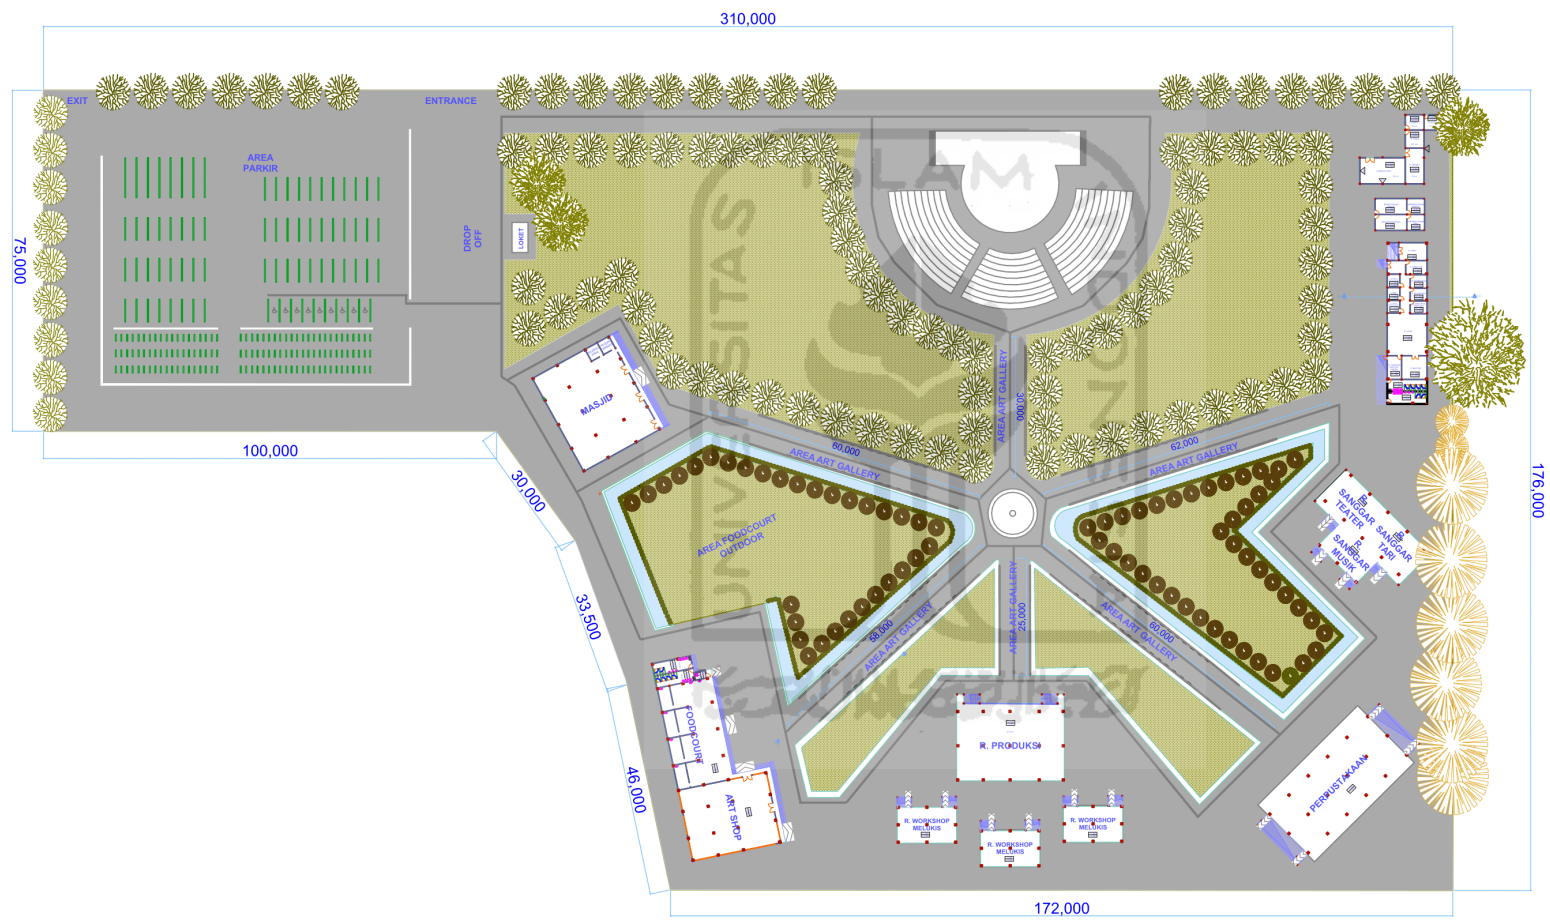 310,000
EXIT
ENTRANCE
AREA
PARKIR
DROP
OFF
LOKET
75,000
100,000
30,000
33,500
46,000
172,000
176,000
MASJID
AREA ART GALLERY
30,000
60,000
AREA ART GALLERY
62,000
AREA ART GALLERY
AREA FOODCOURT
OUTDOOR
R.
SANGGAR
TEATER
R.
SANGGAR
TARI
R.
SANGGAR
MUSIK
58,000
AREA ART GALLERY
AREA ART GALLERY
25,000
60,000
AREA ART GALLERY
FOODCOURT
ART SHOP
R. PRODUKSI
R. WORKSHOP
MELUKIS
R. WORKSHOP
MELUKIS
R. WORKSHOP
MELUKIS
PERPUSTAKAAN
UNIVERSITAS
ISLAM